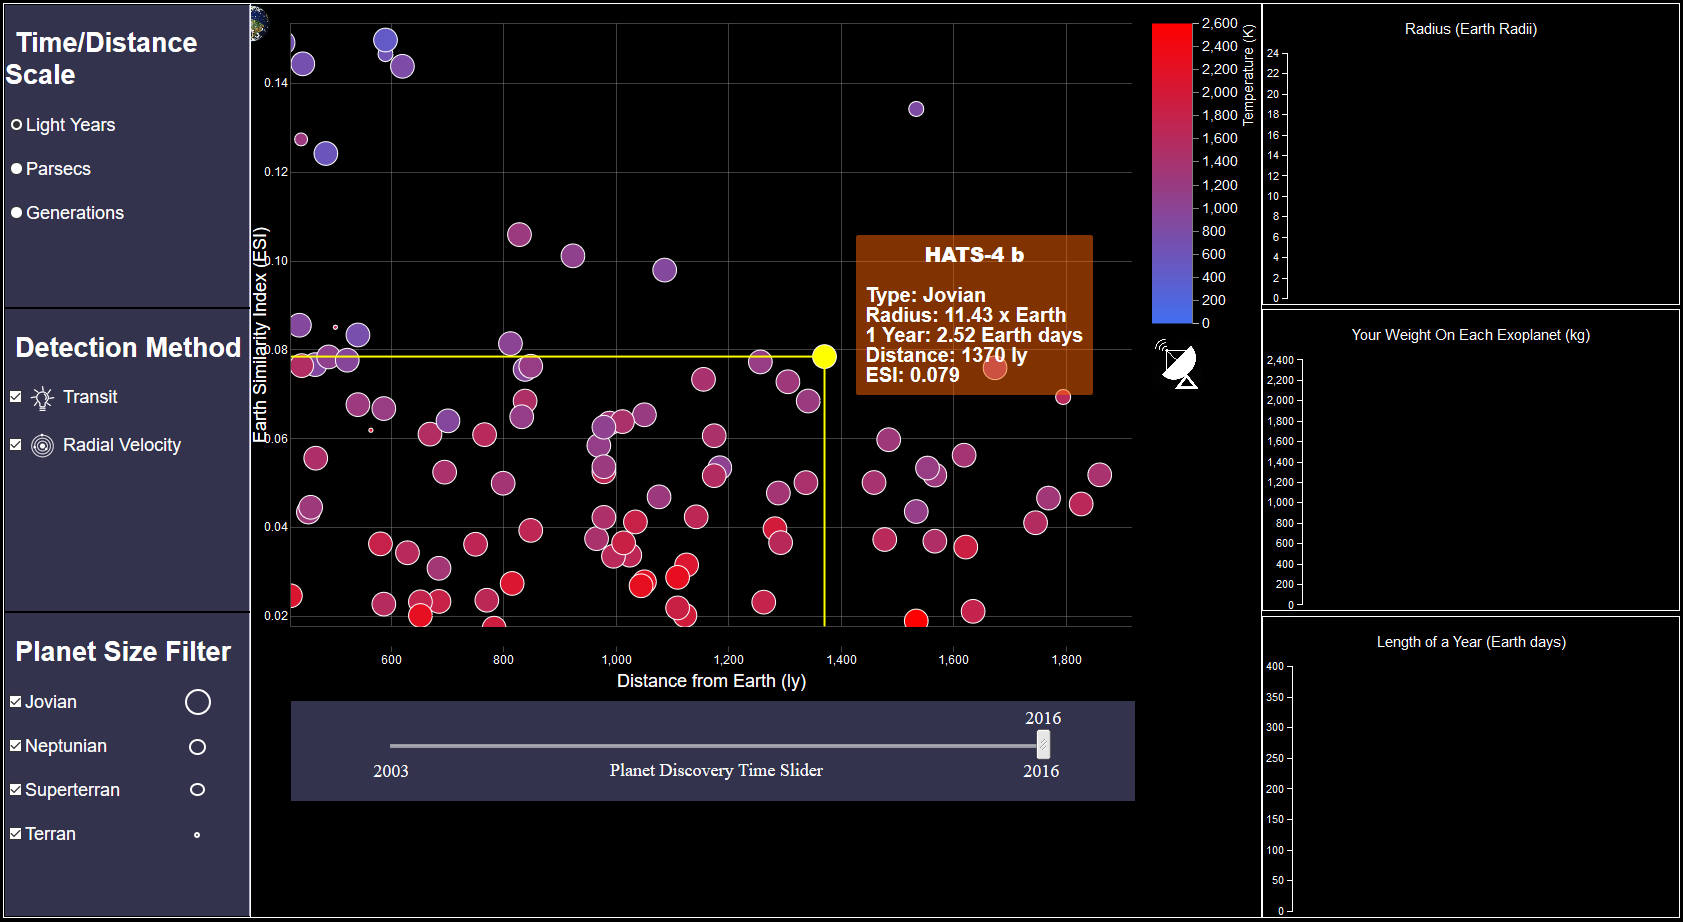 Time/Distance
Scale
Light Years
Parsecs
Generations
Detection Method
Transit
Radial Velocity
Planet Size Filter
Jovian
Neptunian
Superterran
Terran
Earth Similarity Index (ESI)
0.14
0.12
0.10
0.08
0.06
0.04
0.02
600
800
1,000
1,200
1,400
1,600
1,800
Distance from Earth (ly)
HATS-4 b
Type: Jovian
Radius: 11.43 x Earth
1 Year: 2.52 Earth days
Distance: 1370 ly
ESI: 0.079
2016
2003
Planet Discovery Time Slider
2016
2,600
2,400
2,200
2,000
1,800
1,600
1,400
1,200
1,000
800
600
400
200
0
Temperature (K)
Radius (Earth Radii)
24
22
20
18
16
14
12
10
8
6
4
2
0
Your Weight On Each Exoplanet (kg)
2,400
2,200
2,000
1,800
1,600
1,400
1,200
1,000
800
600
400
200
0
Length of a Year (Earth days)
400
350
300
250
200
150
100
50
0